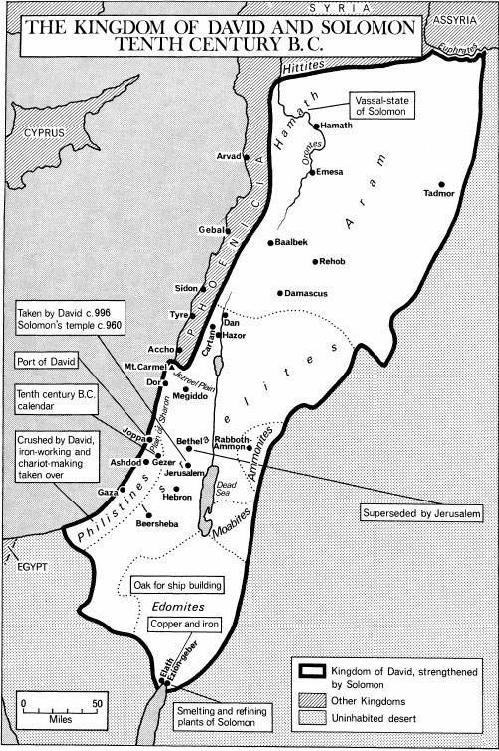 SYRIA
ASSYRIA
THE KINGDOM OF DAVID AND SOLOMON
TENTH CENTURY B.C.
Euphrates
Hittites
Hamath
Vassal-state
of Solomon
Hamath
CYPRUS
Orontes
Arvad
Emesa
Aram
Tadmor
PHOENICIA
Gebal
Baalbek
Rehob
Sidon
Damascus
Taken by David c.996
Solomon's temple c.960
Tyre
Dan
Hazor
Cartan
Accho
Port of David
Mt. Carmel
Jezreel Plain
Dor
Megiddo
Tenth century B.C.
calendar
Plain of Sharon
Israelites
Joppa
Bethel
Rabboth-
Ammon
Ammonites
Crushed by David,
iron-working and
chariot-making
taken over
Ashdod
Gezer
Jerusalem
Gaza
Hebron
Dead
Sea
Superseded by Jerusalem
Philistines
Beersheba
Moabites
EGYPT
Oak for ship building
Edomites
Copper and iron
Elath
Ezion-geber
Smelting and refining
plants of Solomon
0 50
Miles
Kingdom of David, strengthened
by Solomon
Other Kingdoms
Uninhabited desert